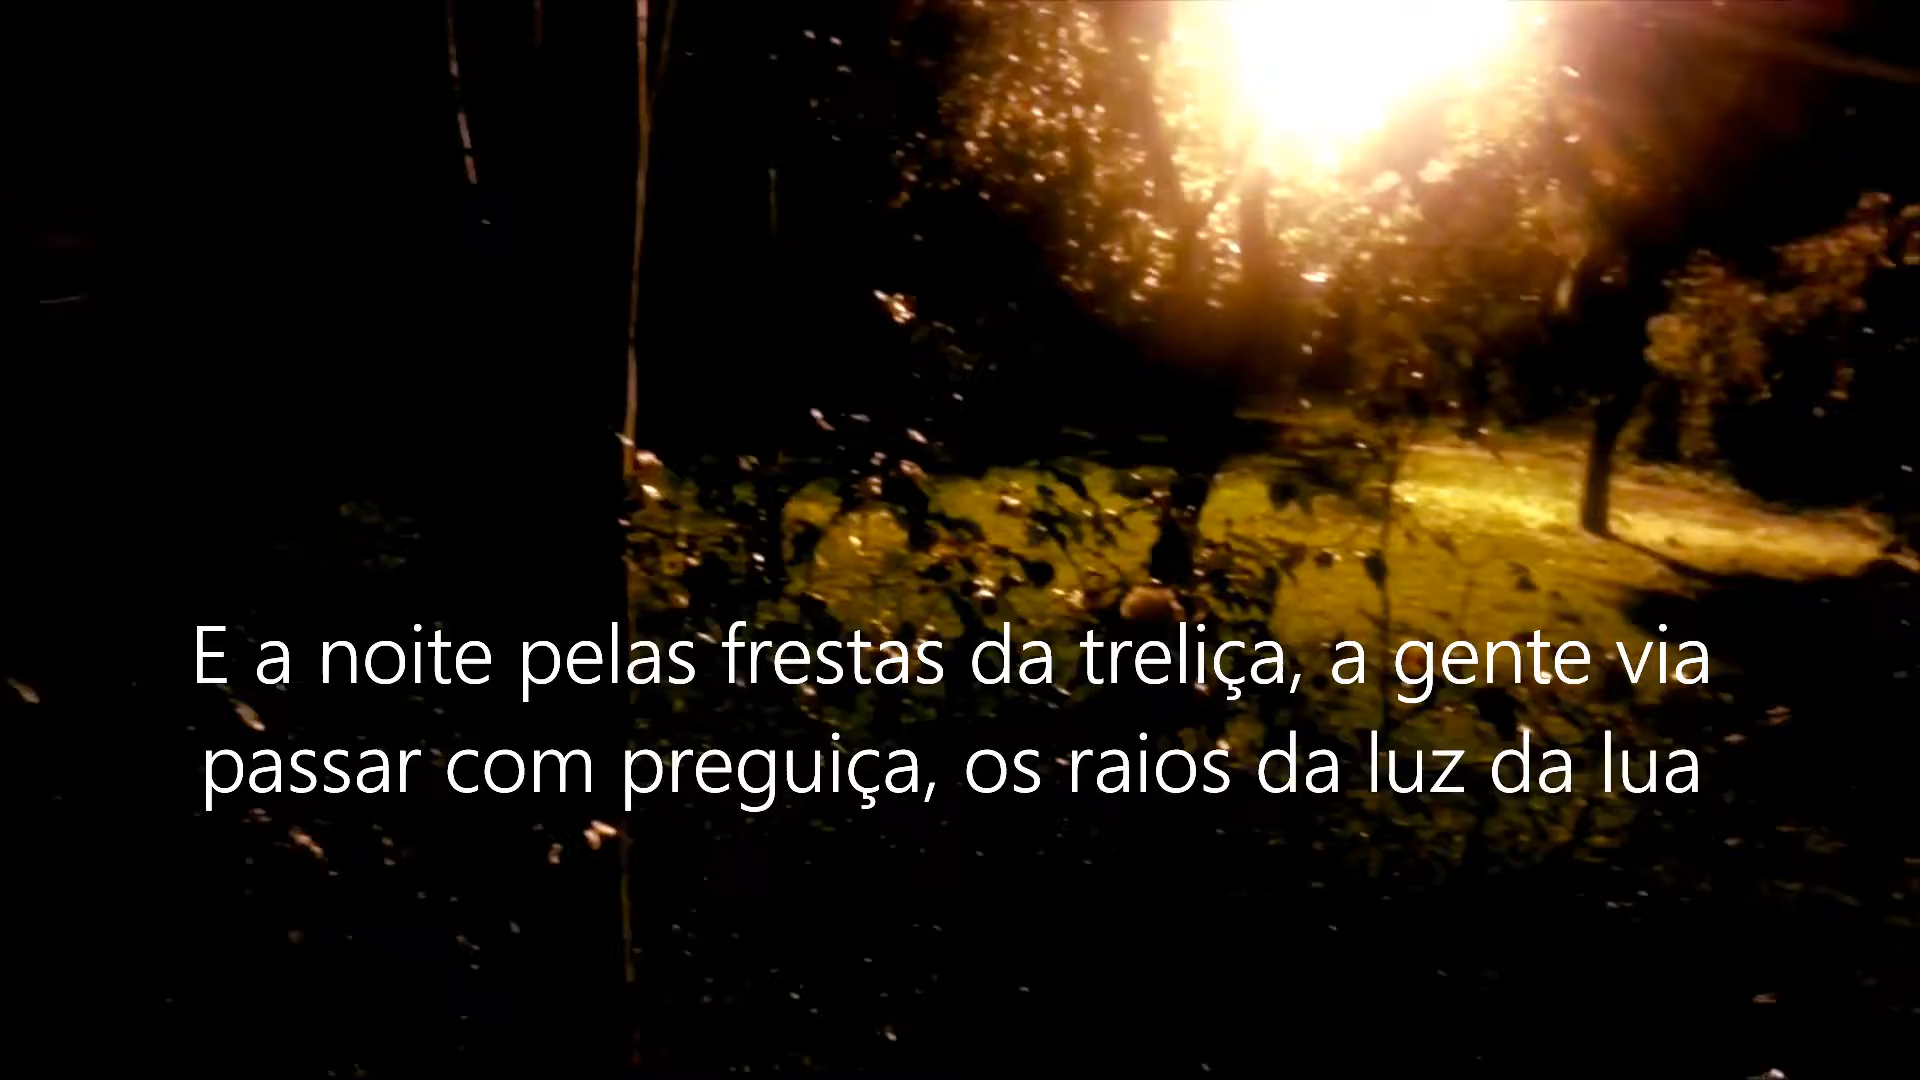 E a noite pelas frestas da treliça, a gente via
passar com preguiça, os raios da luz da lua